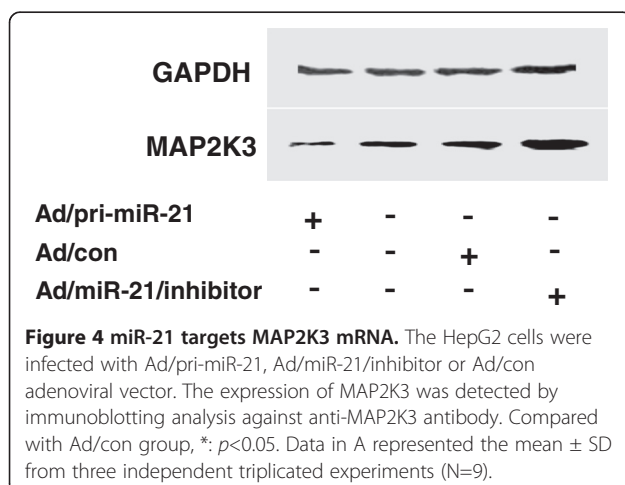 GAPDH
MAP2K3
Ad/pri-miR-21 + - - -
Ad/con - - + -
Ad/miR-21/inhibitor - - - +
Figure 4 miR-21 targets MAP2K3 mRNA. The HepG2 cells were
infected with Ad/pri-miR-21, Ad/miR-21/inhibitor or Ad/con
adenoviral vector. The expression of MAP2K3 was detected by
immunoblotting analysis against anti-MAP2K3 antibody. Compared
with Ad/con group, *: p<0.05. Data in A represented the mean ± SD
from three independent triplicated experiments (N=9).